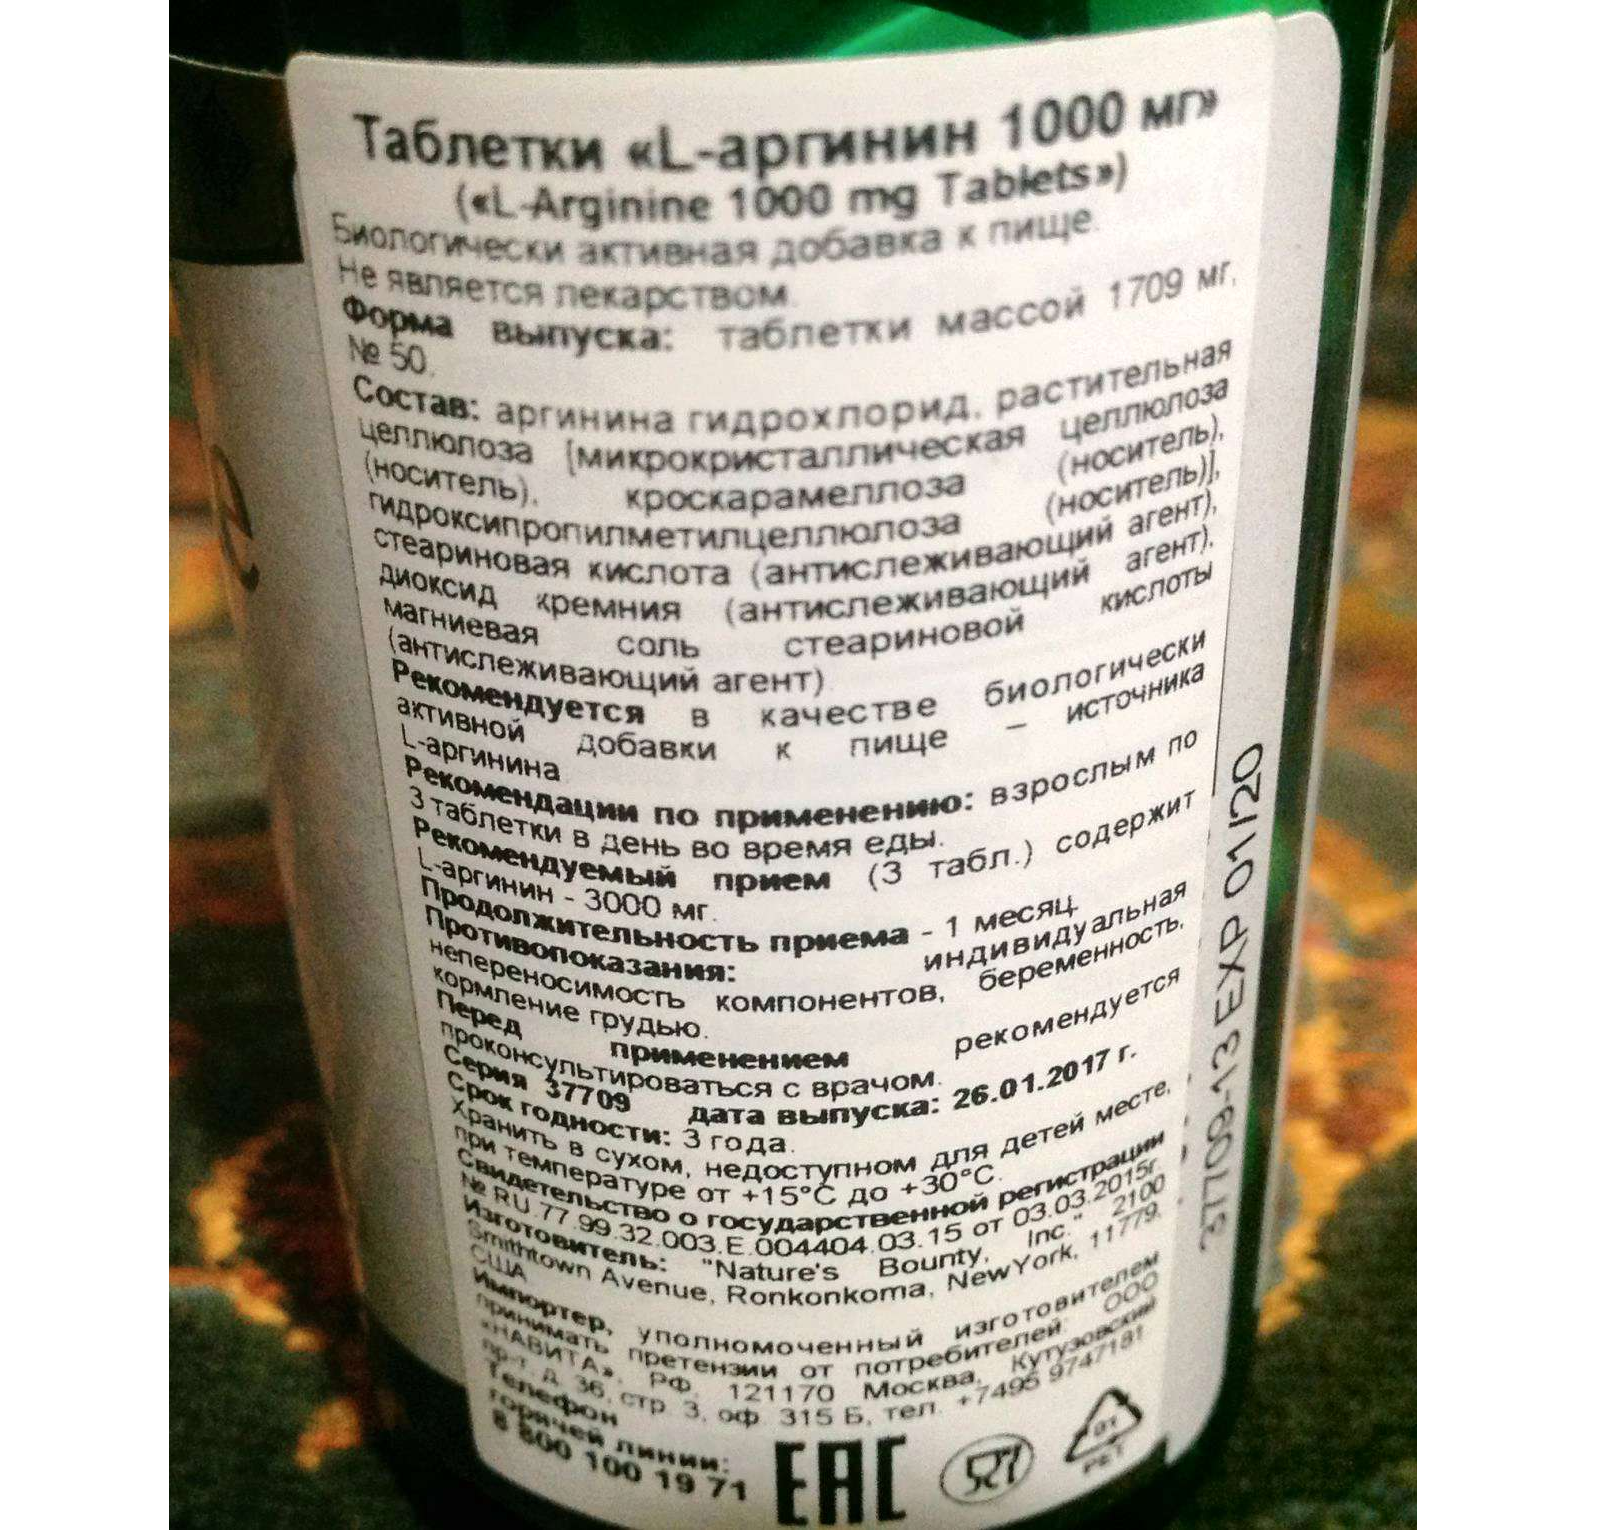 Таблетки «L-аргинин 1000 мг»
(«L-Arginine 1000 mg Tablets»)
Биологически активная добавка к пище.
Не является лекарством.
Форма выпуска: таблетки массой 1709 мг,
№ 50.
Состав: аргинина гидрохлорид, растительная
целлюлоза [микрокристаллическая целлюлоза
(носитель), кроскарамеллоза (носитель),
гидроксипропилметилцеллюлоза (носитель)],
стеариновая кислота (антислеживающий агент),
диоксид кремния (антислеживающий агент),
магниевая соль стеариновой кислоты
(антислеживающий агент)
Рекомендуется в качестве биологически
активной добавки к пище – источника
L-аргинина
Рекомендации по применению: взрослым по
3 таблетки в день во время еды.
Рекомендуемый прием (3 табл.) содержит
L-аргинин - 3000 мг.
Продолжительность приема - 1 месяц.
Противопоказания: индивидуальная
непереносимость компонентов, беременность,
кормление грудью.
Перед применением рекомендуется
проконсультироваться с врачом.
Серия 37709 дата выпуска: 26.01.2017 г.
Срок годности: 3 года.
Хранить в сухом, недоступном для детей месте,
при температуре от +15°C до +30°C.
Свидетельство о государственной регистрации
№ RU.77.99.32.003.Е.004404.03.15 от 03.03.2015г.
Изготовитель: "Nature's Bounty, Inc." 2100
Smithtown Avenue, Ronkonkoma, NewYork, 11779,
США
Импортер, уполномоченный изготовителем
принимать претензии от потребителей: ООО
«НАВИТА», РФ, 121170 Москва, Кутузовский
пр-т, д. 36, стр. 3, оф. 315 Б, тел. +7495 9747181
Телефон
горячей линии:
8 800 100 19 71
EAC
01
PET
37709-13 EXP 01/20
e